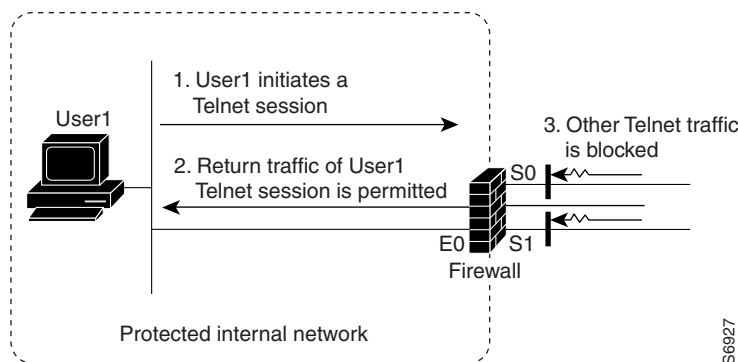 1. User1 initiates a
Telnet session
User1
2. Return traffic of User1
Telnet session is permitted
3. Other Telnet traffic
is blocked
S0
E0
S1
Firewall
Protected internal network
S6927